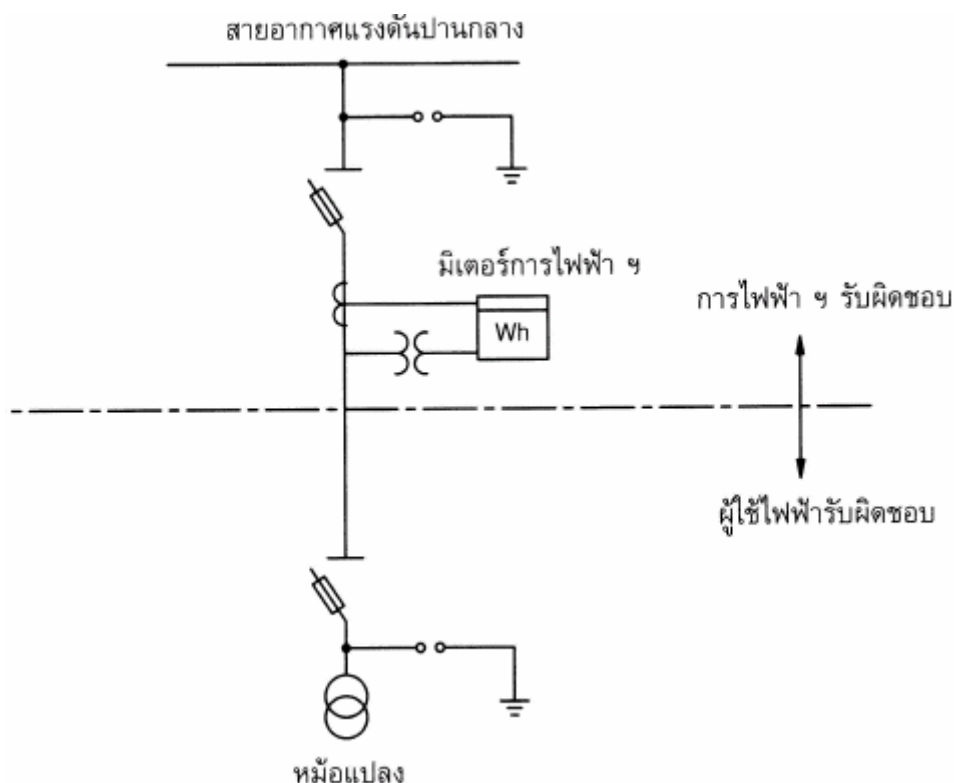 สายอากาศแรงดันปานกลาง
มิเตอร์การไฟฟ้า ฯ
การไฟฟ้า ฯ รับผิดชอบ
Wh
ผู้ใช้ไฟฟ้ารับผิดชอบ
หม้อแปลง